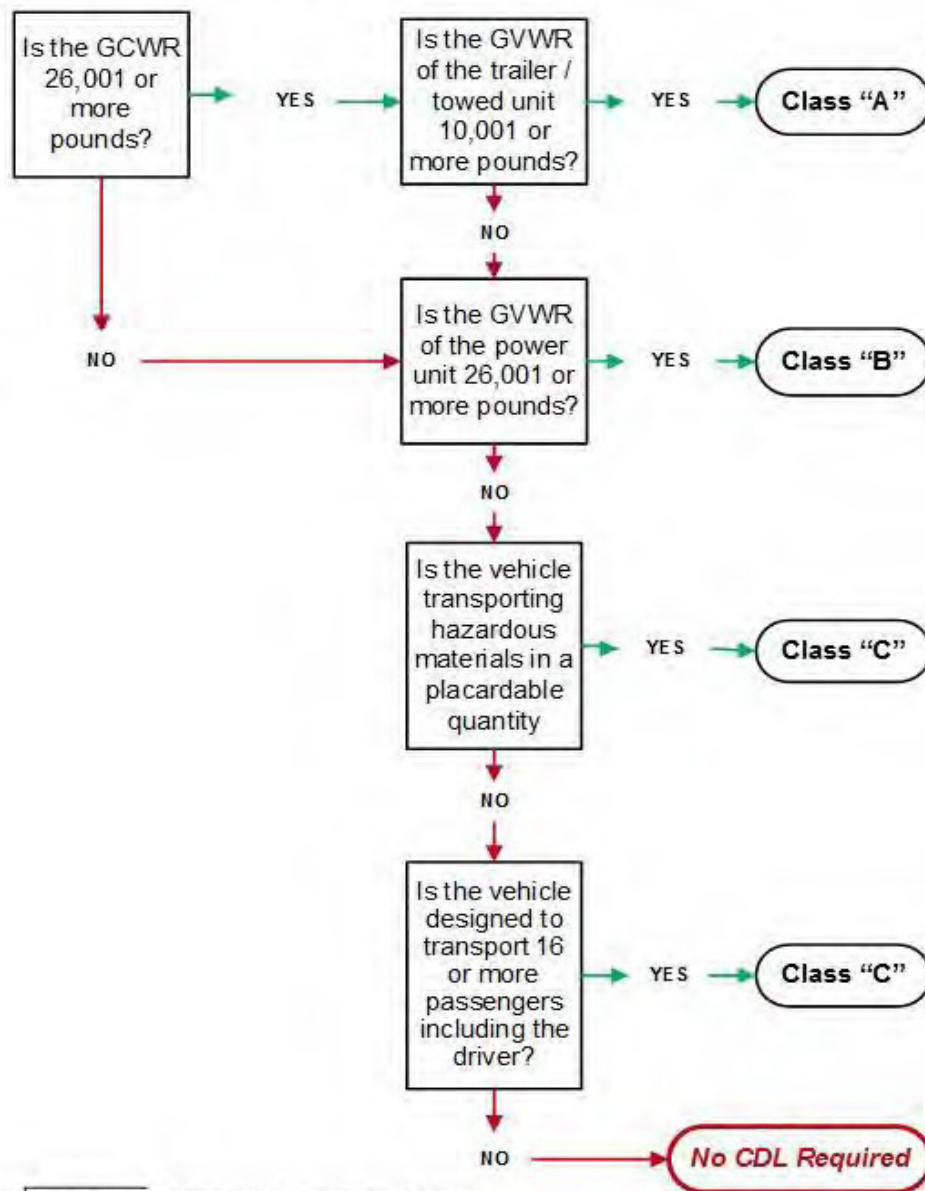 Is the GCWR
26,001 or
more
pounds?
YES
Is the GVWR
of the trailer /
towed unit
10,001 or
more pounds?
YES
Class “A”
NO
NO
Is the GVWR
of the power
unit 26,001 or
more pounds?
YES
Class “B”
NO
Is the vehicle
transporting
hazardous
materials in a
placardable
quantity
YES
Class “C”
NO
Is the vehicle
designed to
transport 16
or more
passengers
including the
driver?
YES
Class “C”
NO
No CDL Required